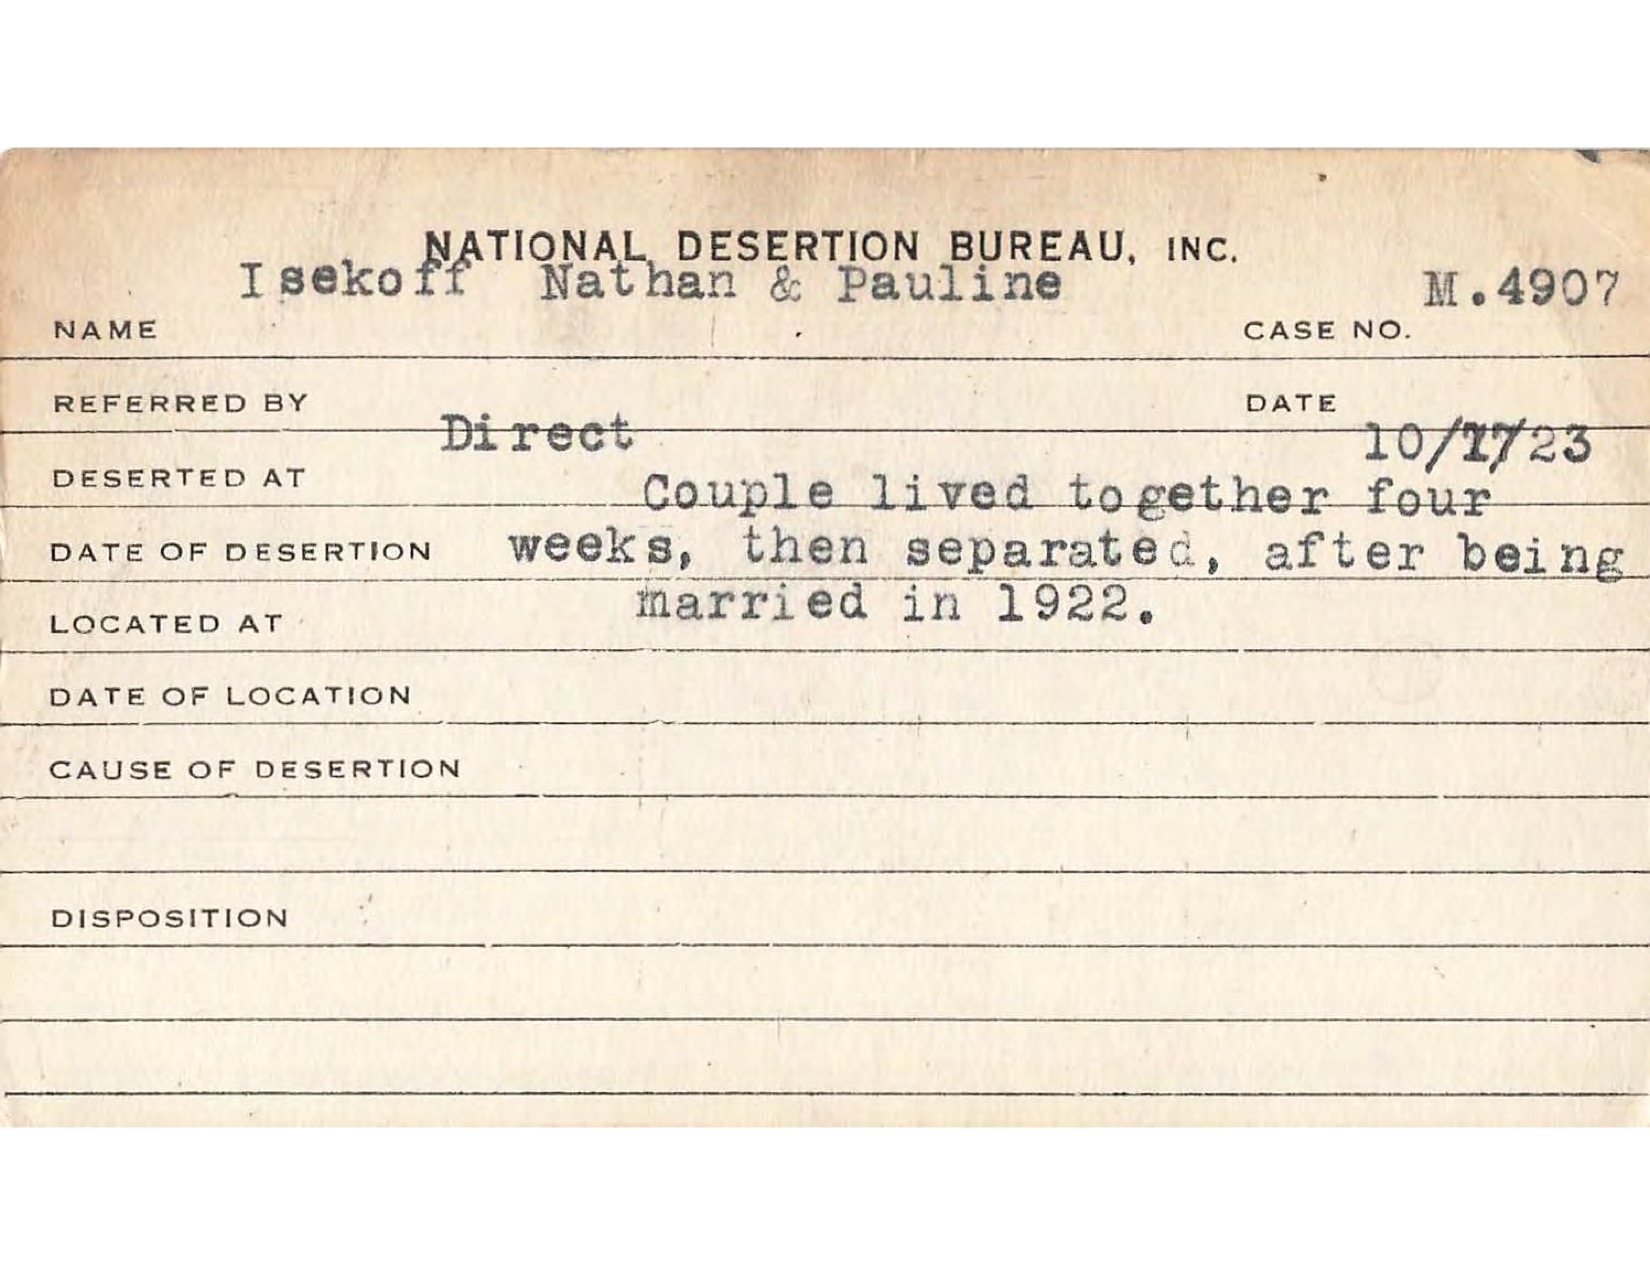 NATIONAL DESERTION BUREAU, INC.
Isekoff Nathan & Pauline M.4907
NAME CASE NO.
REFERRED BY DATE
Direct 10/17/23
DESERTED AT
Couple lived together four
DATE OF DESERTION weeks, then separated, after being
married in 1922.
LOCATED AT
DATE OF LOCATION
CAUSE OF DESERTION
DISPOSITION